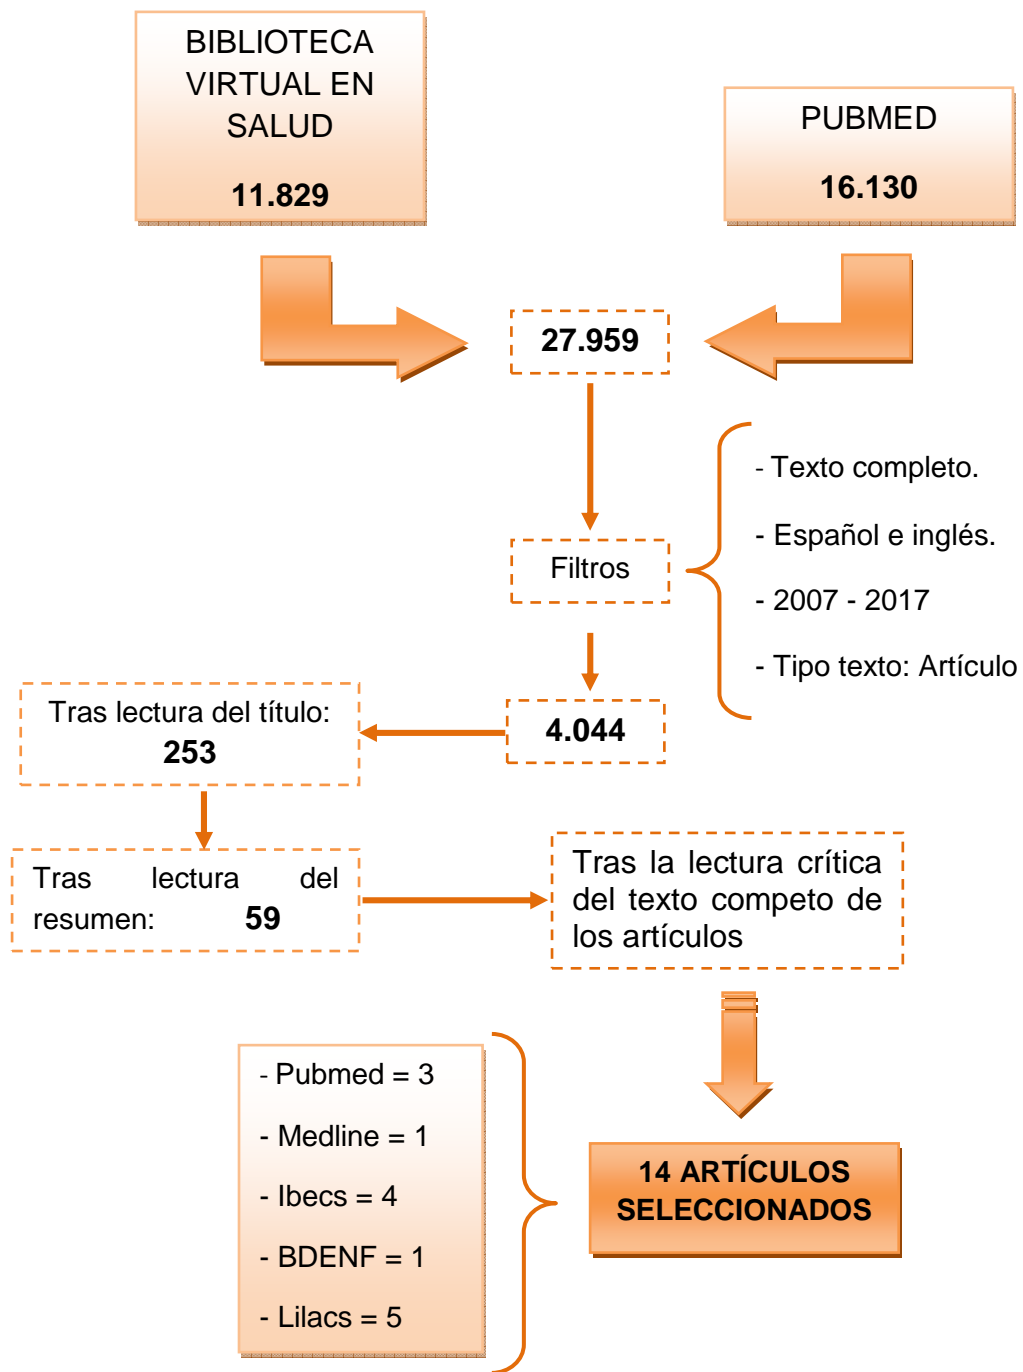 BIBLIOTECA
VIRTUAL EN
SALUD
11.829
PUBMED
16.130
27.959
Filtros
- Texto completo.
- Español e inglés.
- 2007 - 2017
- Tipo texto: Artículo
4.044
Tras lectura del título:
253
Tras lectura del
resumen: 59
Tras la lectura crítica
del texto competo de
los artículos
14 ARTÍCULOS
SELECCIONADOS
- Pubmed = 3
- Medline = 1
- Ibecs = 4
- BDENF = 1
- Lilacs = 5